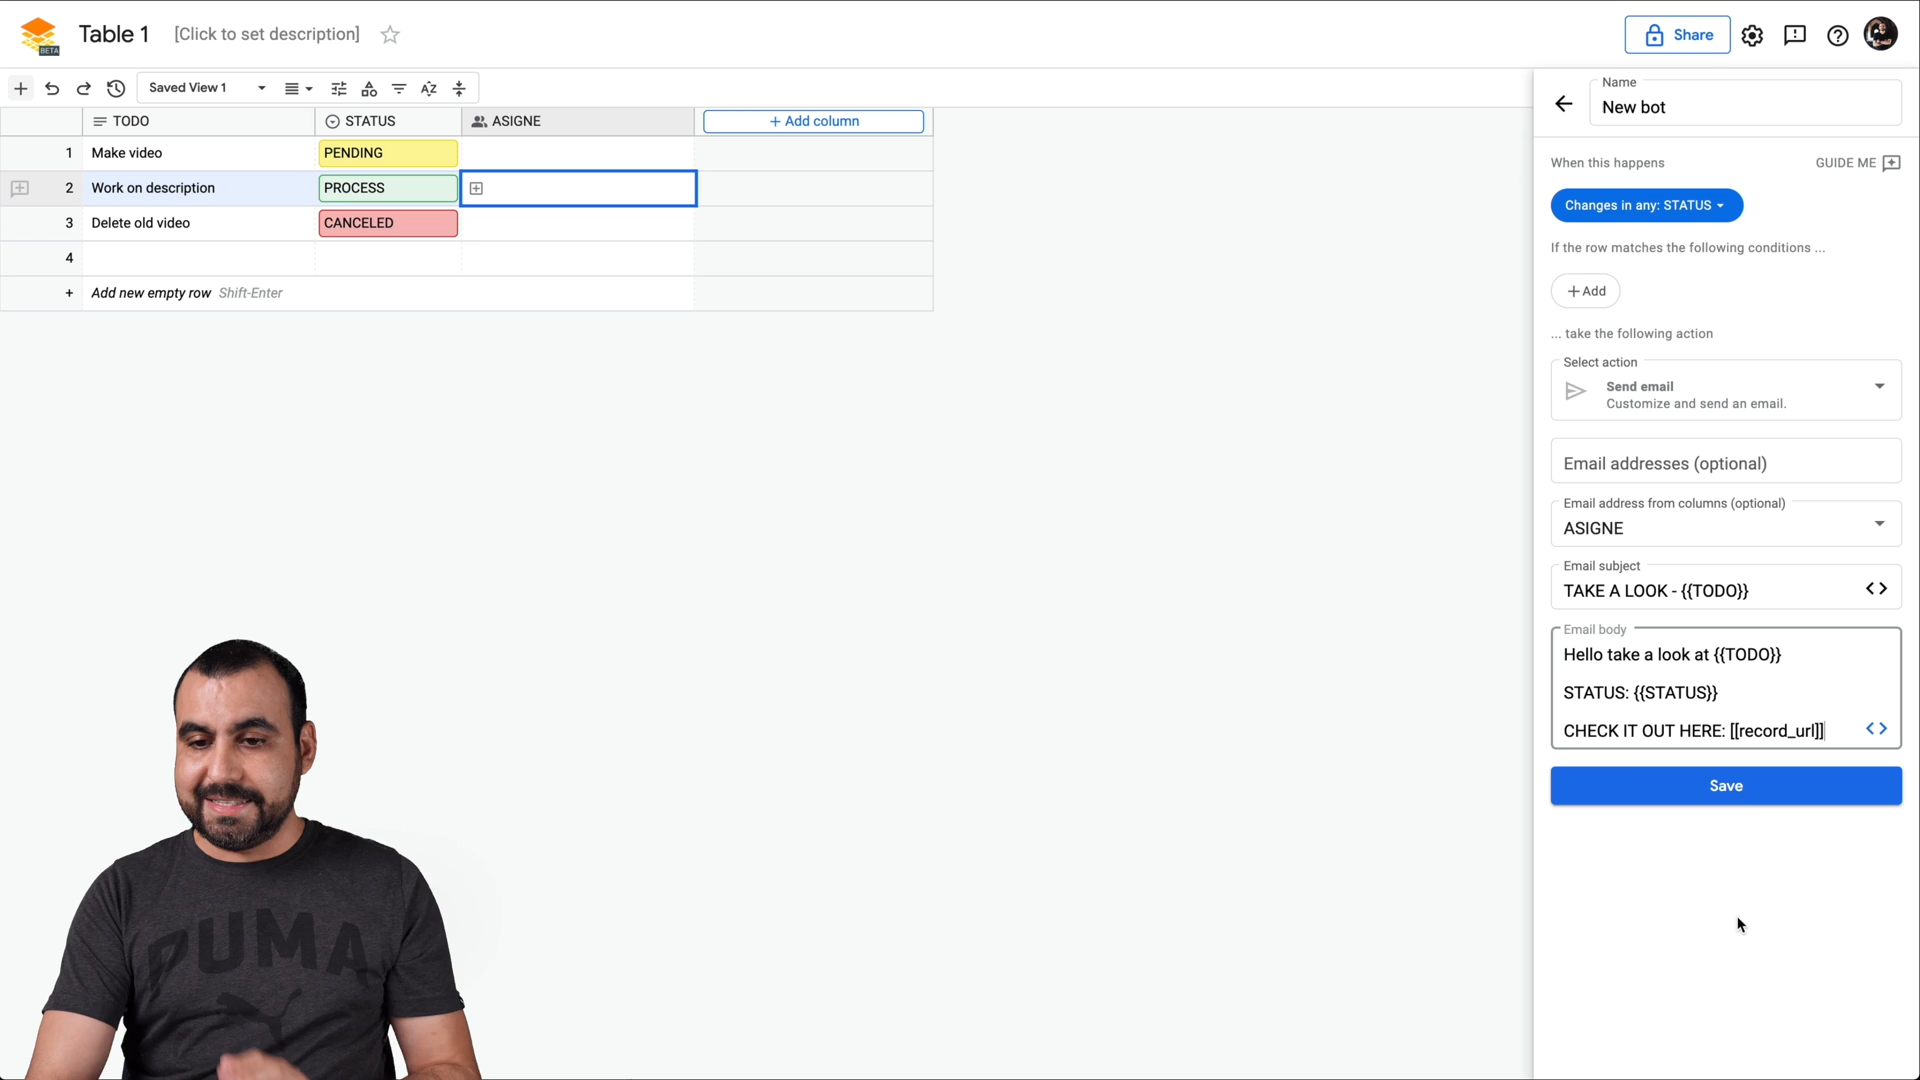 BETA
Table 1
[Click to set description]
Share
Saved View 1
TODO
STATUS
ASIGNE
+ Add column
1
Make video
PENDING
2
Work on description
PROCESS
3
Delete old video
CANCELED
4
+
Add new empty row Shift-Enter
Name
New bot
When this happens
GUIDE ME
Changes in any: STATUS
If the row matches the following conditions ...
+ Add
... take the following action
Select action
Send email
Customize and send an email.
Email addresses (optional)
Email address from columns (optional)
ASIGNE
Email subject
TAKE A LOOK - {{TODO}}
Email body
Hello take a look at {{TODO}}
STATUS: {{STATUS}}
CHECK IT OUT HERE: [[record_url]]
Save
PUMA